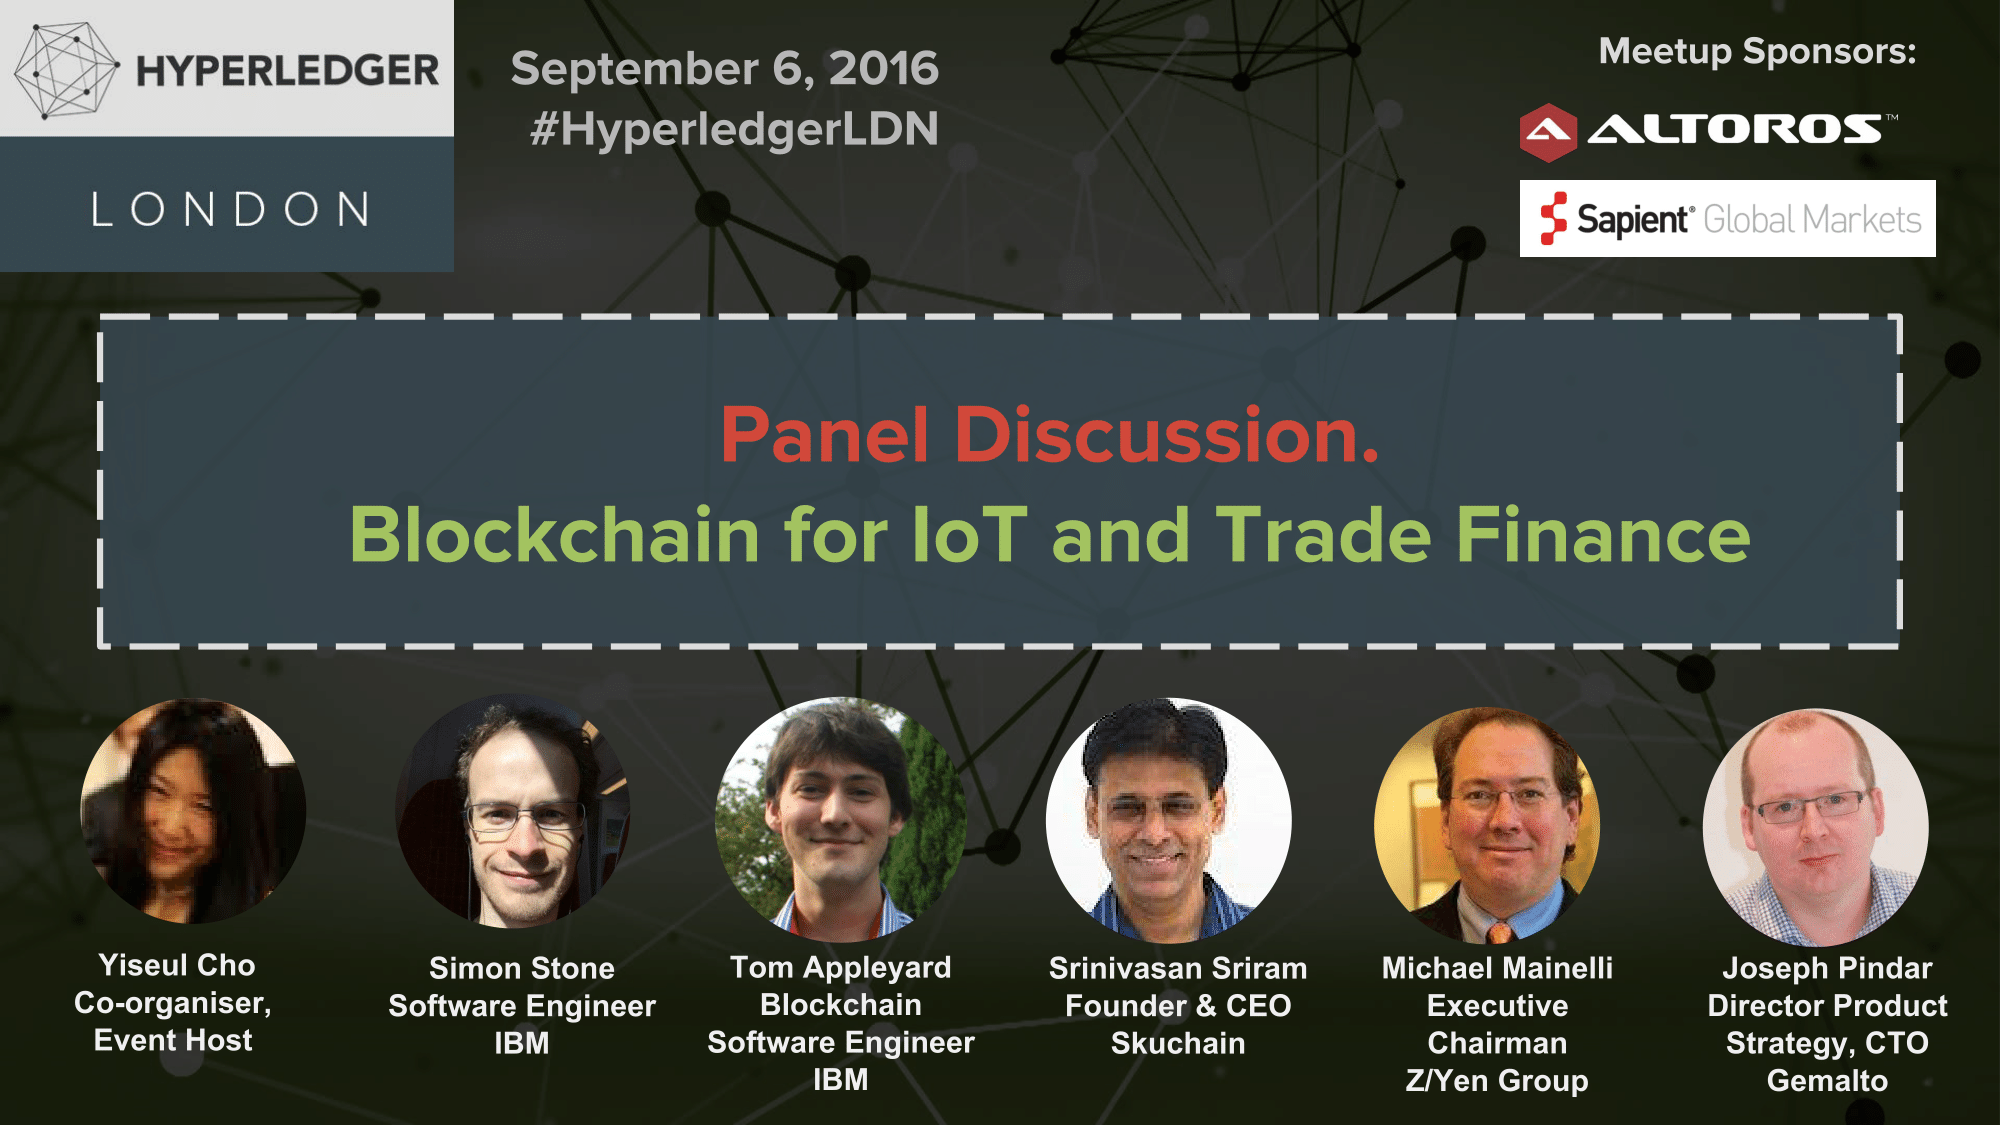 HYPERLEDGER
LONDON
September 6, 2016
#HyperledgerLDN
Meetup Sponsors:
ALTOROS™
Sapient® Global Markets
Panel Discussion.
Blockchain for IoT and Trade Finance
Yiseul Cho
Co-organiser,
Event Host
Simon Stone
Software Engineer
IBM
Tom Appleyard
Blockchain
Software Engineer
IBM
Srinivasan Sriram
Founder & CEO
Skuchain
Michael Mainelli
Executive
Chairman
Z/Yen Group
Joseph Pindar
Director Product
Strategy, CTO
Gemalto